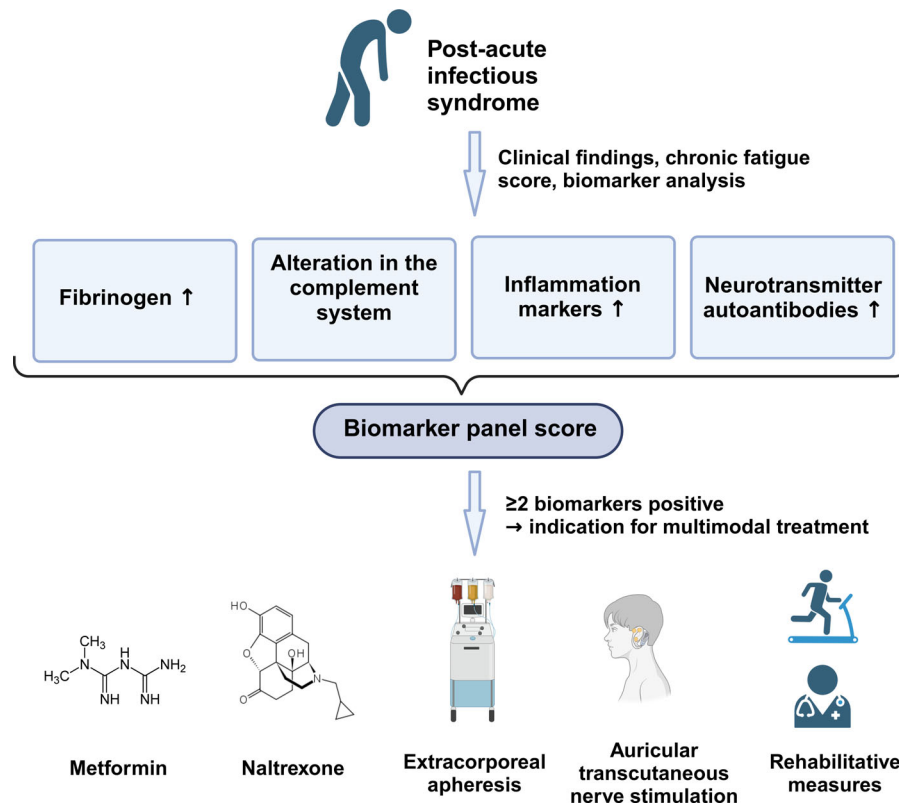 Post-acute
infectious
syndrome
Clinical findings, chronic fatigue
score, biomarker analysis
Fibrinogen ↑
Alteration in the
complement
system
Inflammation
markers ↑
Neurotransmitter
autoantibodies ↑
Biomarker panel score
≥2 biomarkers positive
→ indication for multimodal treatment
CH₃
H₃C
N
H
N
NH₂
NH
NH
HO
O
OH
N
O
Metformin
Naltrexone
Extracorporeal
apheresis
Auricular
transcutaneous
nerve stimulation
Rehabilitative
measures